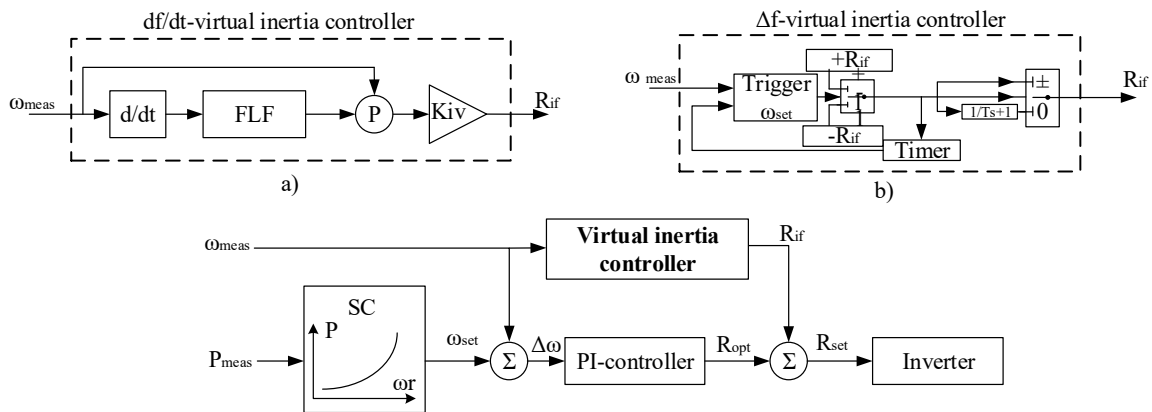 df/dt-virtual inertia controller
ωmeas
d/dt
FLF
P
Kiv
Rif
a)
Δf-virtual inertia controller
ω meas
Trigger
ωset
+Rif
-Rif
Timer
1/Ts+1
±
0
Rif
b)
ωmeas
Virtual inertia
controller
Rif
SC
P
ωr
Pmeas
ωset
Σ
Δω
PI-controller
Ropt
Σ
Rset
Inverter